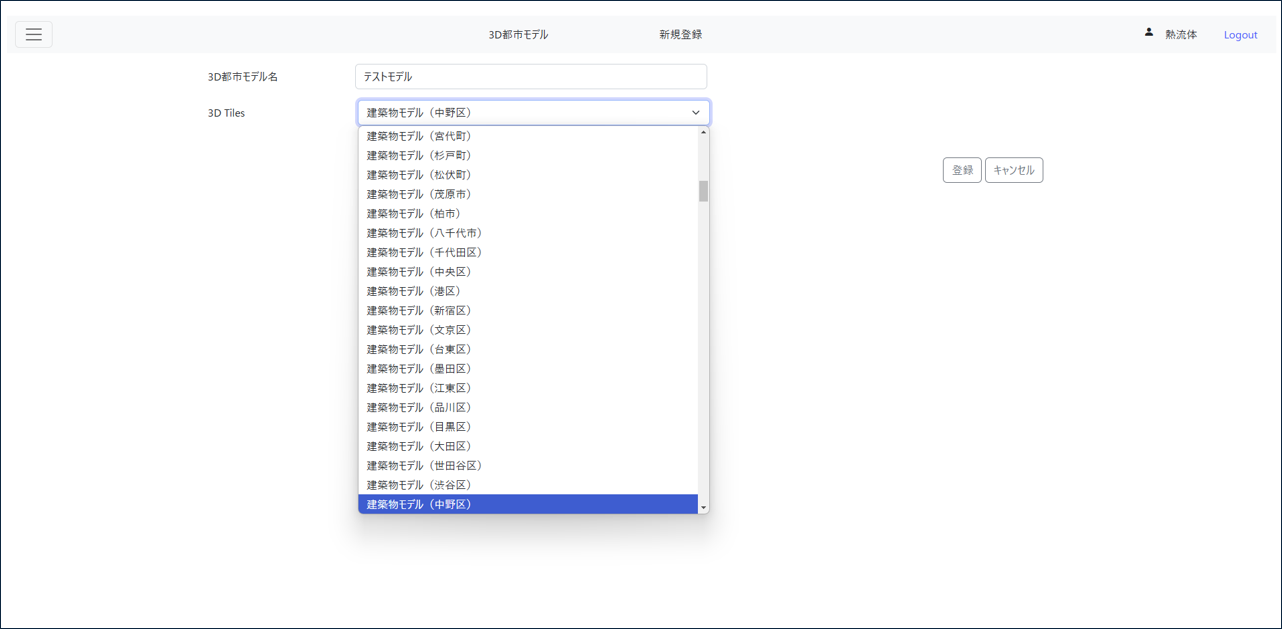 3D都市モデル 新規登録 熱流体 Logout
3D都市モデル名 テストモデル
3D Tiles 建築物モデル（中野区）
建築物モデル（宮代町）
建築物モデル（杉戸町）
登録 キャンセル
建築物モデル（松伏町）
建築物モデル（茂原市）
建築物モデル（柏市）
建築物モデル（八千代市）
建築物モデル（千代田区）
建築物モデル（中央区）
建築物モデル（港区）
建築物モデル（新宿区）
建築物モデル（文京区）
建築物モデル（台東区）
建築物モデル（墨田区）
建築物モデル（江東区）
建築物モデル（品川区）
建築物モデル（目黒区）
建築物モデル（大田区）
建築物モデル（世田谷区）
建築物モデル（渋谷区）
建築物モデル（中野区）